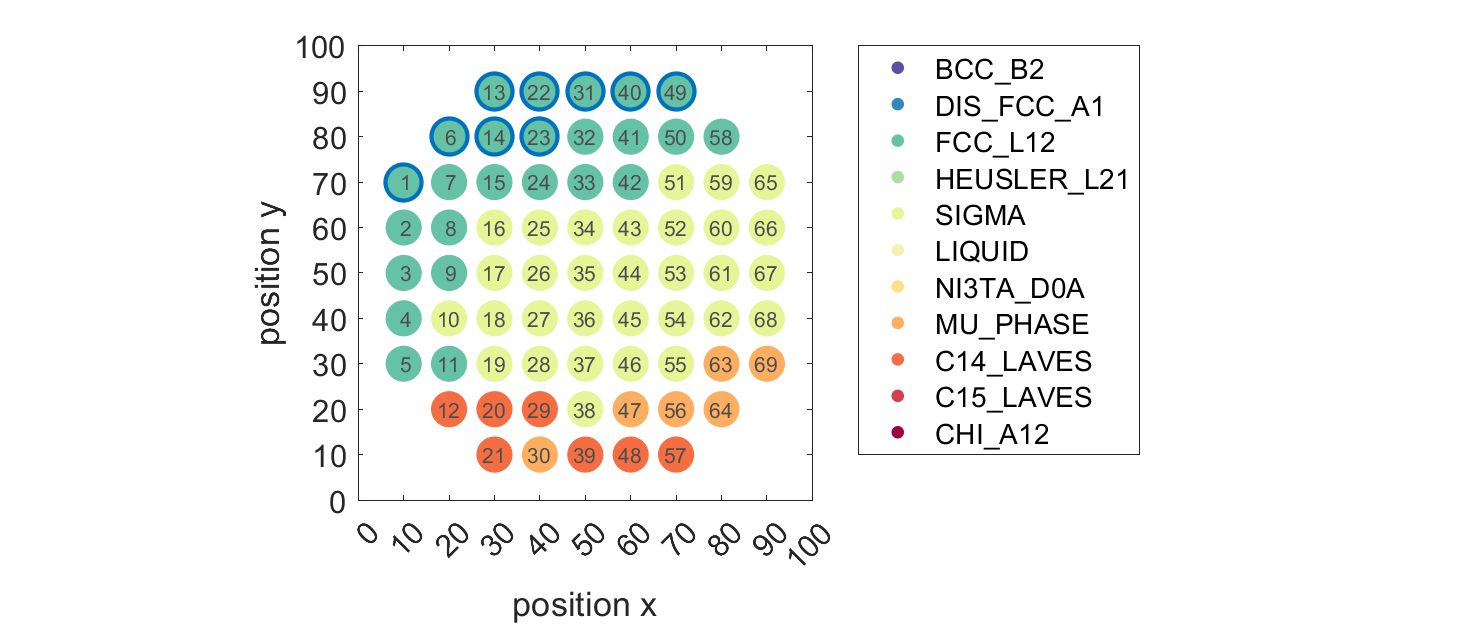 100
90 13 22 31 40 49
80 6 14 23 32 41 50 58
70 1 7 15 24 33 42 51 59 65
60 2 8 16 25 34 43 52 60 66
50 3 9 17 26 35 44 53 61 67
40 4 10 18 27 36 45 54 62 68
30 5 11 19 28 37 46 55 63 69
20 12 20 29 38 47 56 64
10 21 30 39 48 57
0
0 10 20 30 40 50 60 70 80 90 100
position x
position y
BCC_B2
DIS_FCC_A1
FCC_L12
HEUSLER_L21
SIGMA
LIQUID
NI3TA_D0A
MU_PHASE
C14_LAVES
C15_LAVES
CHI_A12